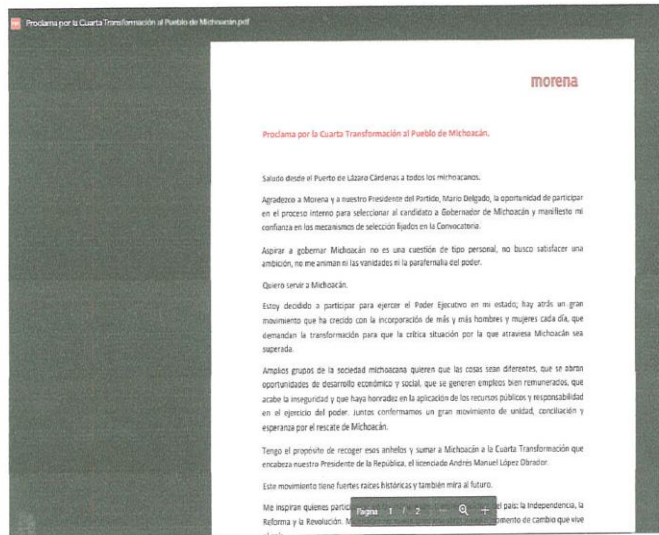 Proclama por la Cuarta Transformación al Pueblo de Michoacán.pdf
morena
Proclama por la Cuarta Transformación al Pueblo de Michoacán.
Saludo desde el Puerto de Lázaro Cárdenas a todos los michoacanos.
Agradezco a Morena y a nuestro Presidente del Partido, Mario Delgado, la oportunidad de participar
en el proceso interno para seleccionar al candidato a Gobernador de Michoacán y manifiesto mi
confianza en los mecanismos de selección fijados en la Convocatoria.
Aspirar a gobernar Michoacán no es una cuestión de tipo personal, no busco satisfacer una
ambición, no me animan ni las vanidades ni la parafernalia del poder.
Quiero servir a Michoacán.
Estoy decidido a participar para ejercer el Poder Ejecutivo en mi estado; hay atrás un gran
movimiento que ha crecido con la incorporación de más y más hombres y mujeres cada día, que
demandan la transformación para que la crítica situación por la que atraviesa Michoacán sea
superada.
Amplios grupos de la sociedad michoacana quieren que las cosas sean diferentes, que se abran
oportunidades de desarrollo económico y social, que se generen empleos bien remunerados, que
acabe la inseguridad y que haya honradez en la aplicación de los recursos públicos y responsabilidad
en el ejercicio del poder. Juntos conformamos un gran movimiento de unidad, conciliación y
esperanza por el rescate de Michoacán.
Tengo el propósito de recoger esos anhelos y sumar a Michoacán a la Cuarta Transformación que
encabeza nuestro Presidente de la República, el licenciado Andrés Manuel López Obrador.
Este movimiento tiene fuertes raíces históricas y también mira al futuro.
Me inspiran quienes partici del país: la Independencia, la
Página 1 / 2 − +
Reforma y la Revolución. momento de cambio que vive